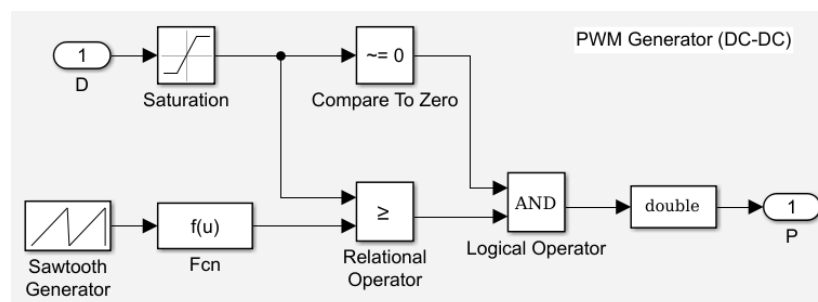 PWM Generator (DC-DC)
1
D
Saturation
~= 0
Compare To Zero
Sawtooth
Generator
f(u)
Fcn
≥
Relational
Operator
AND
Logical Operator
double
1
P